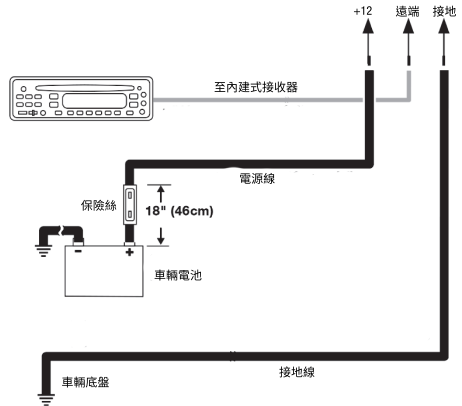 +12 遠端 接地
至內建式接收器
電源線
保險絲
18" (46cm)
- +
車輛電池
接地線
車輛底盤